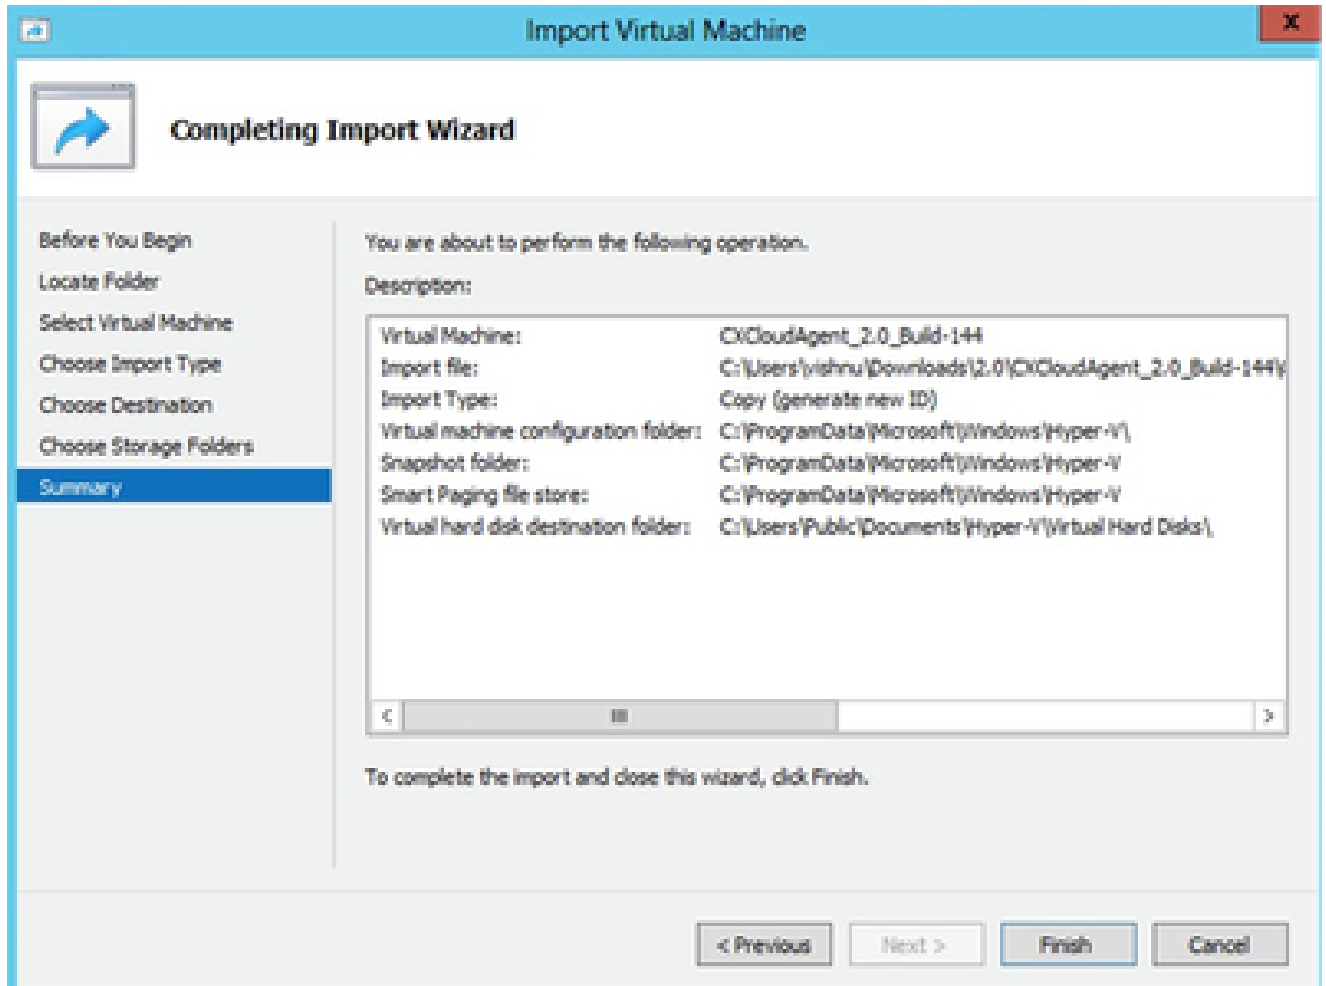 Import Virtual Machine
x
Completing Import Wizard
Before You Begin
Locate Folder
Select Virtual Machine
Choose Import Type
Choose Destination
Choose Storage Folders
Summary
You are about to perform the following operation.
Description:
Virtual Machine: CXCloudAgent_2.0_Build-144
Import file: C:\Users\vishnu\Downloads\2.0\CXCloudAgent_2.0_Build-144\
Import Type: Copy (generate new ID)
Virtual machine configuration folder: C:\ProgramData\Microsoft\Windows\Hyper-V\
Snapshot folder: C:\ProgramData\Microsoft\Windows\Hyper-V
Smart Paging file store: C:\ProgramData\Microsoft\Windows\Hyper-V
Virtual hard disk destination folder: C:\Users\Public\Documents\Hyper-V\Virtual Hard Disks\
To complete the import and close this wizard, click Finish.
< Previous Next > Finish Cancel